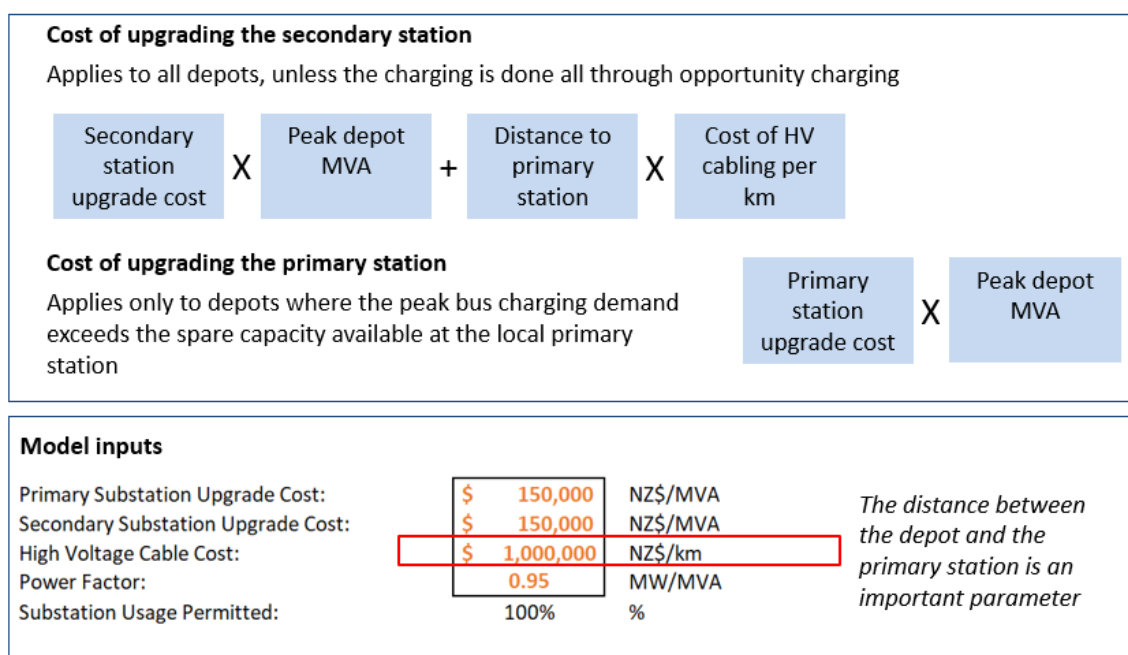 Cost of upgrading the secondary station
Applies to all depots, unless the charging is done all through opportunity charging
Secondary
station
upgrade cost
X
Peak depot
MVA
+
Distance to
primary
station
X
Cost of HV
cabling per
km
Cost of upgrading the primary station
Applies only to depots where the peak bus charging demand
exceeds the spare capacity available at the local primary
station
Primary
station
upgrade cost
X
Peak depot
MVA
Model inputs
Primary Substation Upgrade Cost: $ 150,000 NZ$/MVA
Secondary Substation Upgrade Cost: $ 150,000 NZ$/MVA
High Voltage Cable Cost: $ 1,000,000 NZ$/km
Power Factor: 0.95 MW/MVA
Substation Usage Permitted: 100% %
The distance between
the depot and the
primary station is an
important parameter